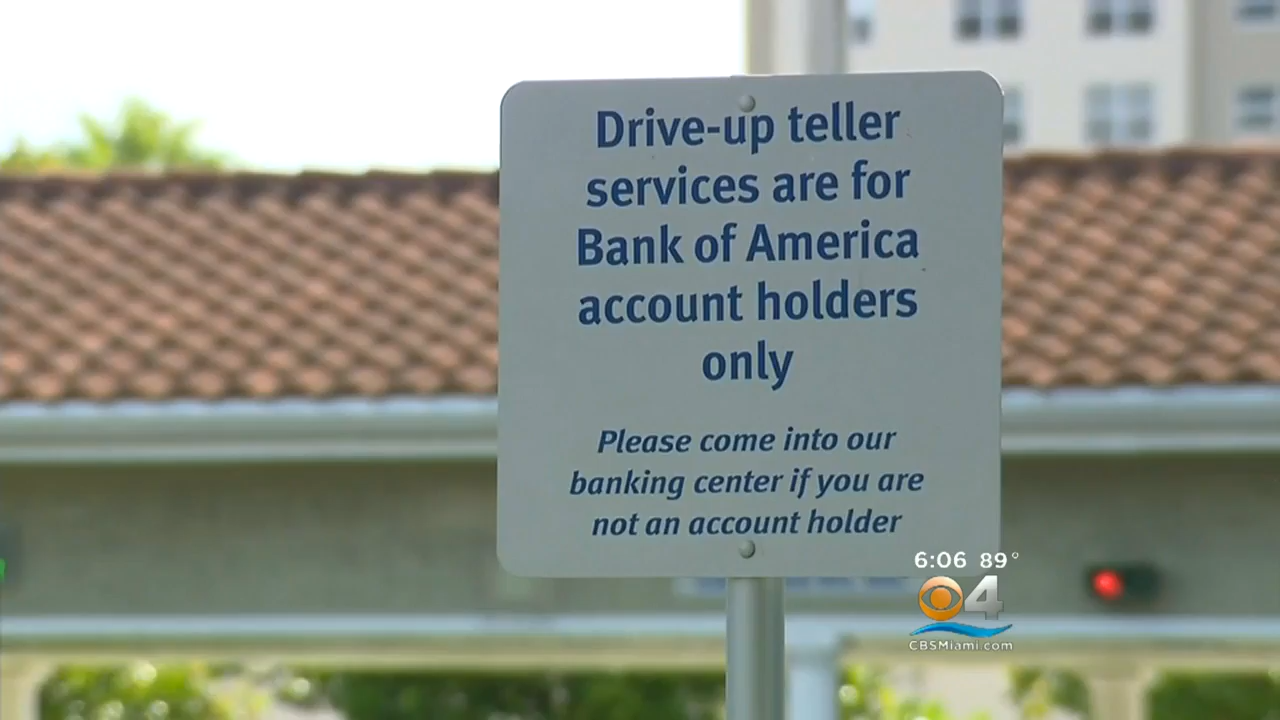 Drive-up teller
services are for
Bank of America
account holders
only
Please come into our
banking center if you are
not an account holder
6:06 89°
4
CBSMiami.com